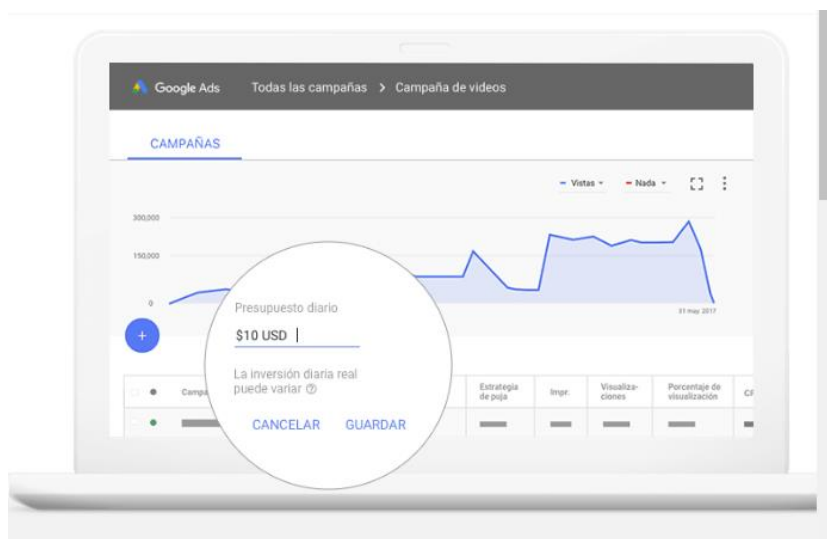 Google Ads Todas las campañas > Campaña de videos
CAMPAÑAS
Vistas Nada
300,000
150,000
0
31 may 2017
Presupuesto diario
$10 USD
La inversión diaria real
puede variar
CANCELAR GUARDAR
+
Campa
Estrategia
de puja
Impr.
Visualiza-
ciones
Porcentaje de
visualización